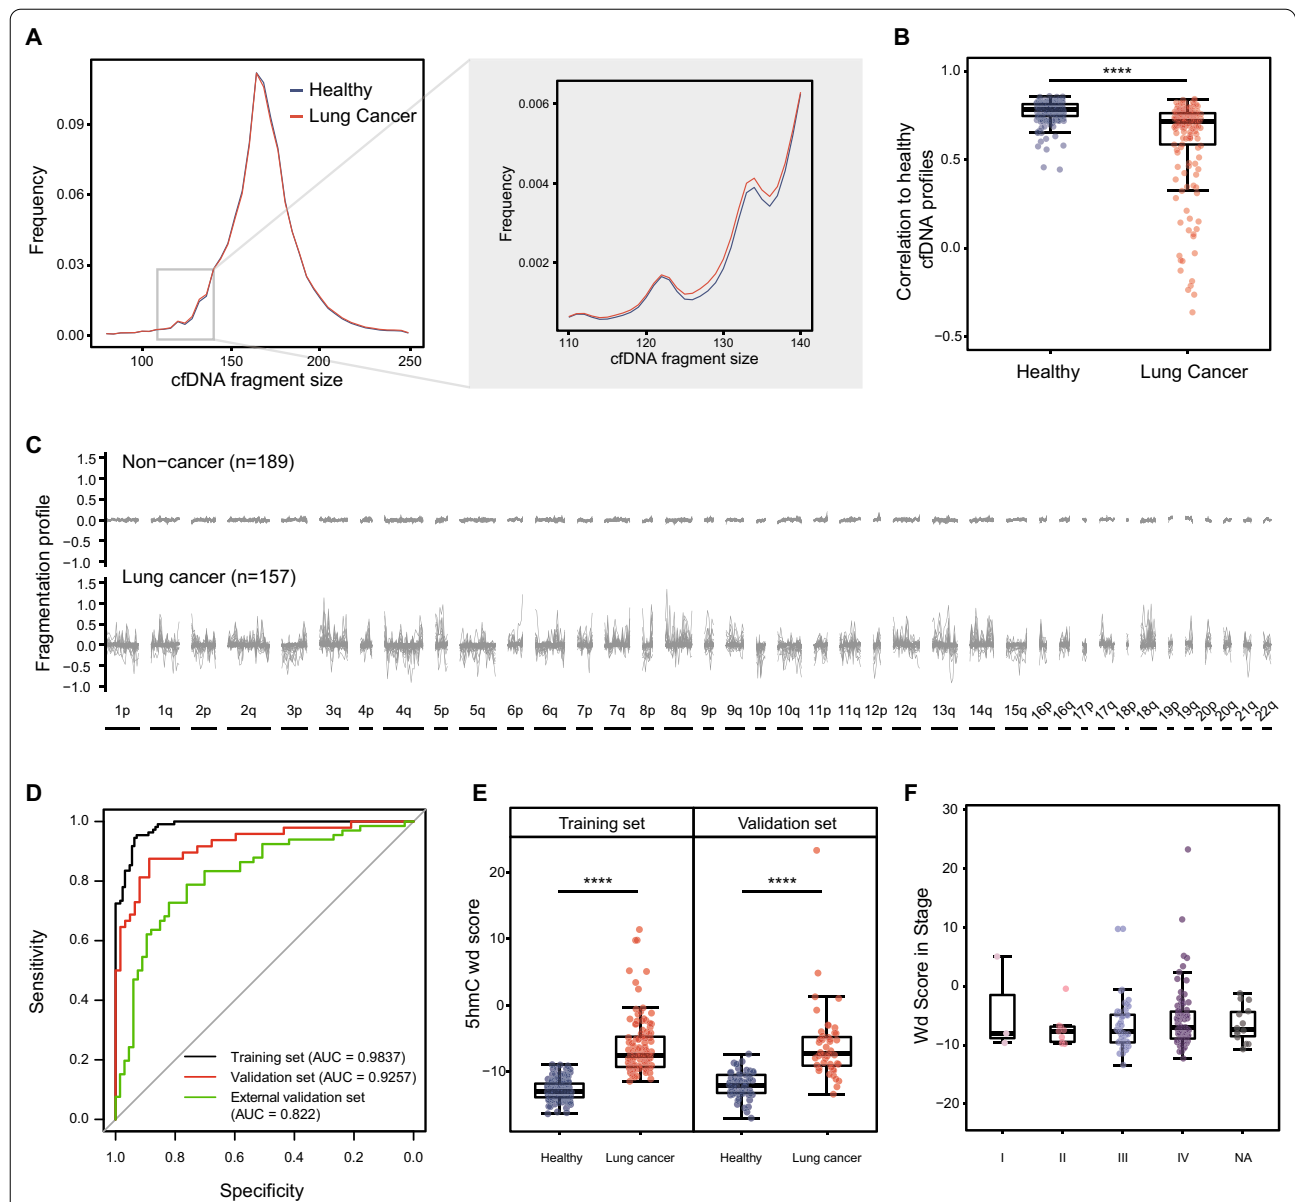 A
Healthy
Lung Cancer
Frequency
0.09
0.06
0.03
0.00
100
150
200
250
cfDNA fragment size
Frequency
0.006
0.004
0.002
110
120
130
140
cfDNA fragment size
B
Correlation to healthy
cfDNA profiles
1.0
0.5
0.0
−0.5
****
Healthy
Lung Cancer
C
Fragmentation profile
Non−cancer (n=189)
1.5
1.0
0.5
0.0
−0.5
−1.0
Lung cancer (n=157)
1.5
1.0
0.5
0.0
−0.5
−1.0
1p 1q 2p 2q 3p 3q 4p 4q 5p 5q 6p 6q 7p 7q 8p 8q 9p 9q 10p 10q 11p 11q 12p 12q 13q 14q 15q 16p 16q 17p 17q 18p 18q 19p 19q 20p 20q 21q 22q
D
Sensitivity
1.0
0.8
0.6
0.4
0.2
0.0
Training set (AUC = 0.9837)
Validation set (AUC = 0.9257)
External validation set
(AUC = 0.822)
1.0 0.8 0.6 0.4 0.2 0.0
Specificity
E
Training set
Validation set
5hmC wd score
20
10
0
−10
****
****
Healthy
Lung cancer
Healthy
Lung cancer
F
Wd Score in Stage
30
20
10
−0
−10
−20
I
II
III
IV
NA